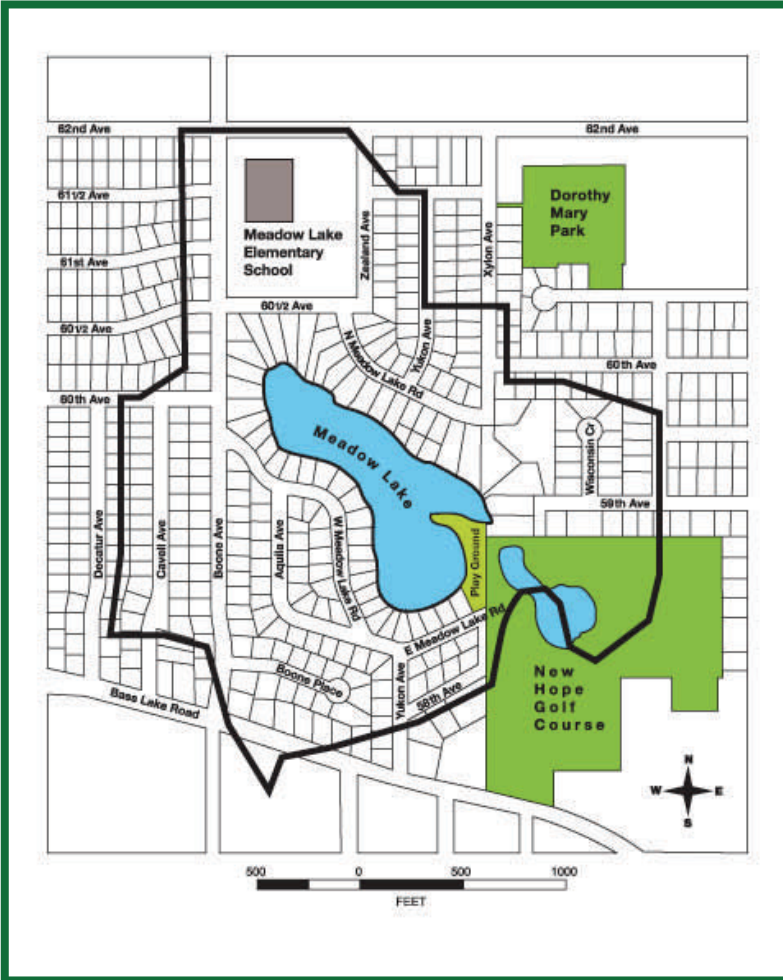 62nd Ave
62nd Ave
61 1/2 Ave
Meadow Lake
Elementary
School
Dorothy
Mary
Park
Zealand Ave
Xylon Ave
61st Ave
60 1/2 Ave
60 1/2 Ave
N Meadow Lake Rd
Yukon Ave
60th Ave
60th Ave
Meadow Lake
Wisconsin Cr
59th Ave
Decatur Ave
Cavell Ave
Boone Ave
Aquila Ave
W Meadow Lake Rd
Play Ground
E Meadow Lake Rd
Boone Place
Yukon Ave
58th Ave
Bass Lake Road
New
Hope
Golf
Course
N
W
E
S
500 0 500 1000
FEET